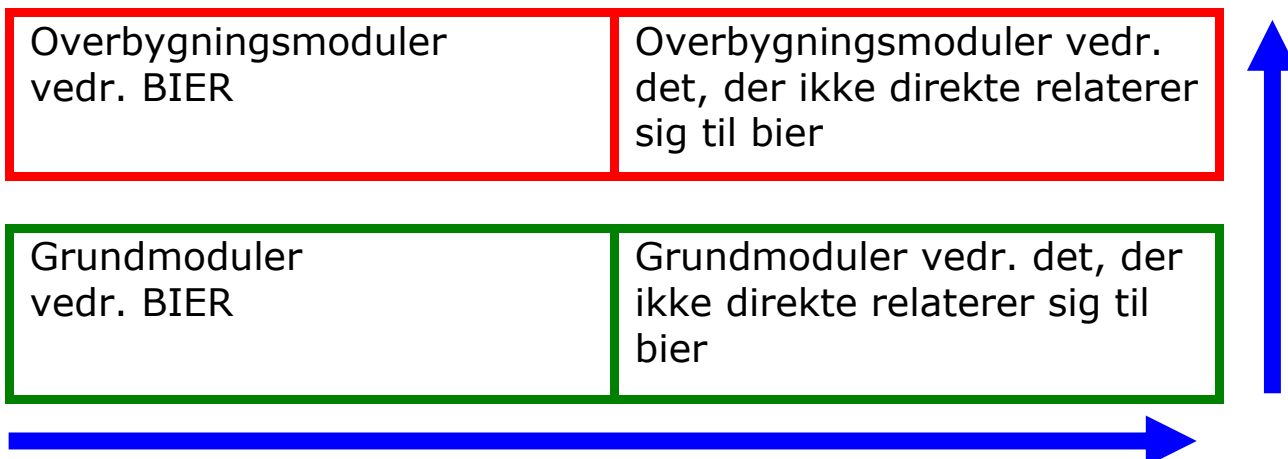 Overbygningsmoduler
vedr. BIER
Overbygningsmoduler vedr.
det, der ikke direkte relaterer
sig til bier
Grundmoduler
vedr. BIER
Grundmoduler vedr. det, der
ikke direkte relaterer sig til
bier